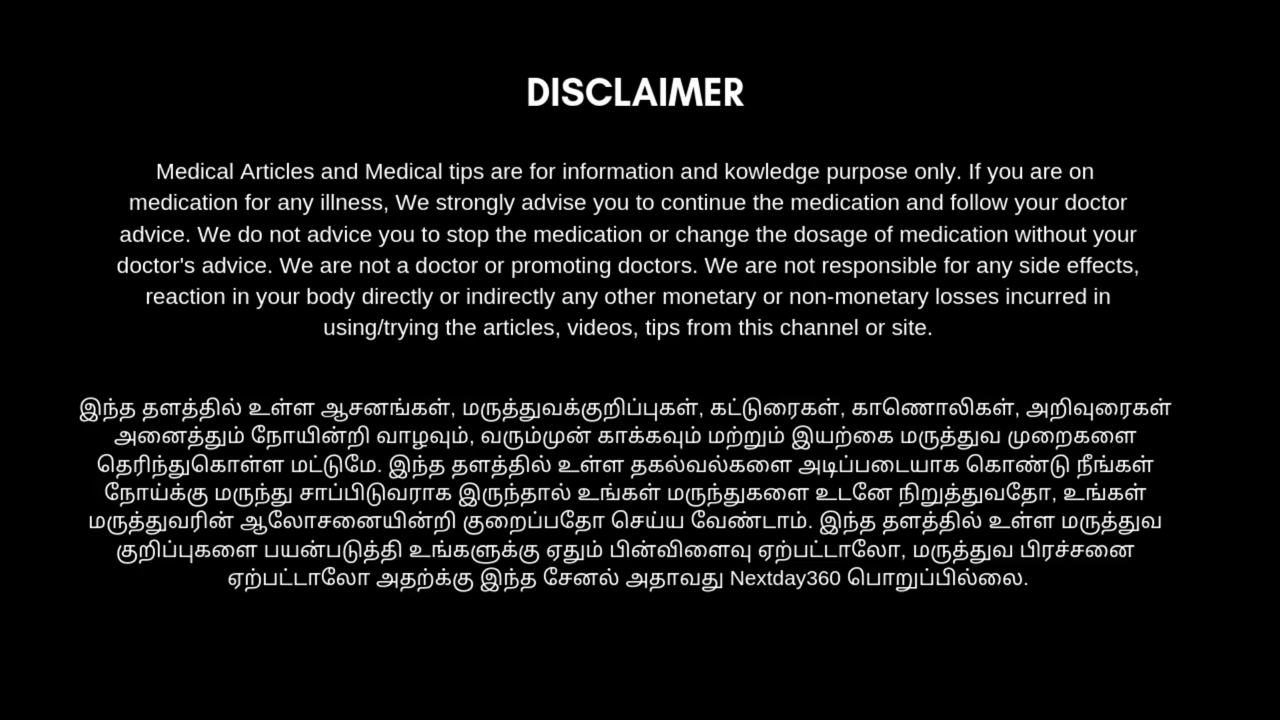 DISCLAIMER
Medical Articles and Medical tips are for information and kowledge purpose only. If you are on
medication for any illness, We strongly advise you to continue the medication and follow your doctor
advice. We do not advice you to stop the medication or change the dosage of medication without your
doctor's advice. We are not a doctor or promoting doctors. We are not responsible for any side effects,
reaction in your body directly or indirectly any other monetary or non-monetary losses incurred in
using/trying the articles, videos, tips from this channel or site.
இந்த தளத்தில் உள்ள ஆசனங்கள், மருத்துவக்குறிப்புகள், கட்டுரைகள், காணொலிகள், அறிவுரைகள்
அனைத்தும் நோயின்றி வாழவும், வரும்முன் காக்கவும் மற்றும் இயற்கை மருத்துவ முறைகளை
தெரிந்துகொள்ள மட்டுமே. இந்த தளத்தில் உள்ள தகல்வல்களை அடிப்படையாக கொண்டு நீங்கள்
நோய்க்கு மருந்து சாப்பிடுவராக இருந்தால் உங்கள் மருந்துகளை உடனே நிறுத்துவதோ, உங்கள்
மருத்துவரின் ஆலோசனையின்றி குறைப்பதோ செய்ய வேண்டாம். இந்த தளத்தில் உள்ள மருத்துவ
குறிப்புகளை பயன்படுத்தி உங்களுக்கு ஏதும் பின்விளைவு ஏற்பட்டாலோ, மருத்துவ பிரச்சனை
ஏற்பட்டாலோ அதற்க்கு இந்த சேனல் அதாவது Nextday360 பொறுப்பில்லை.